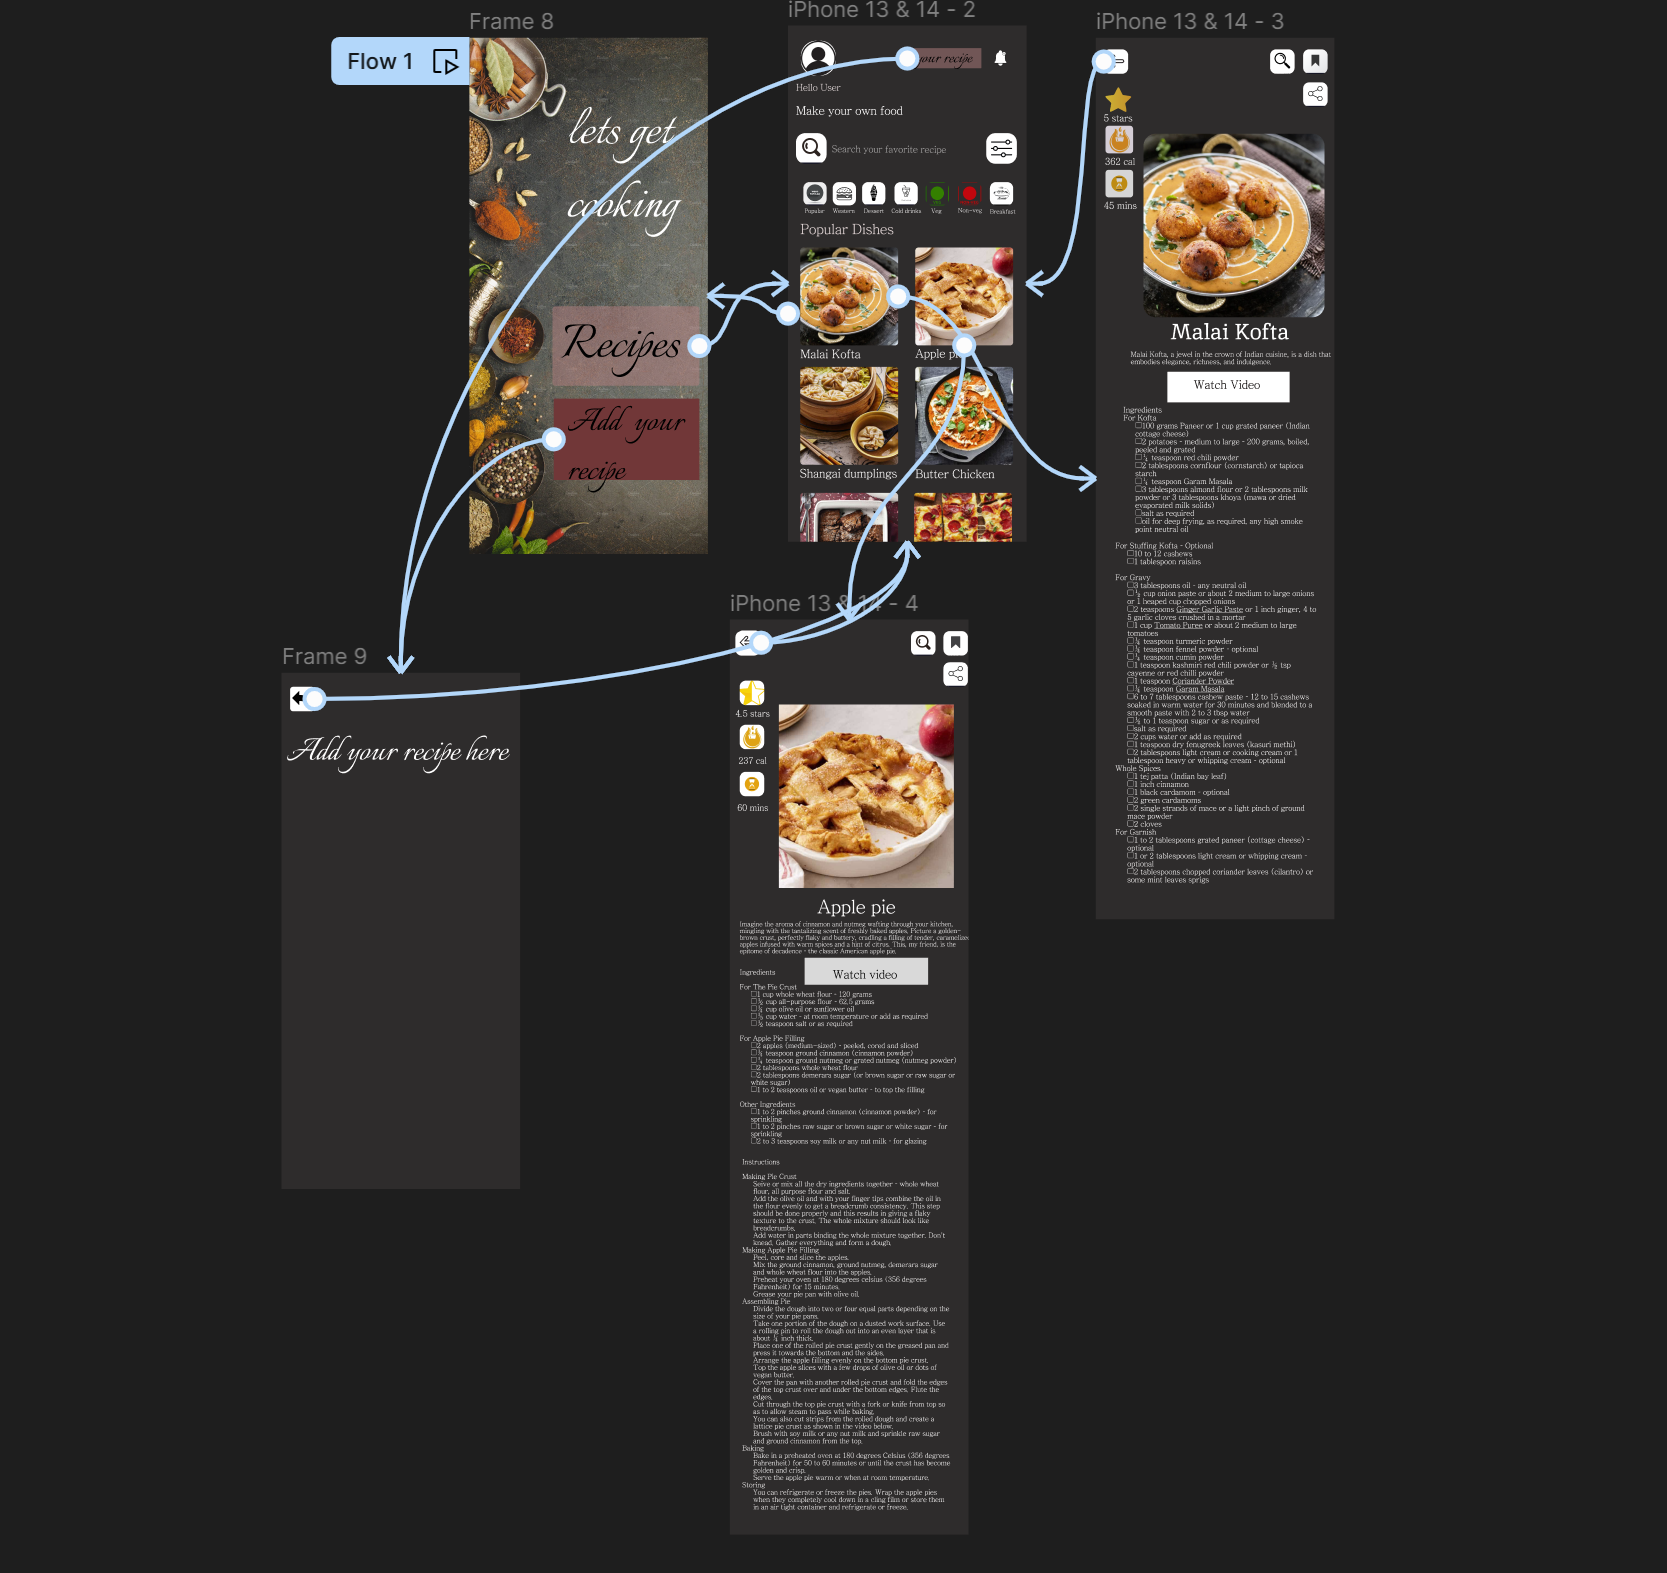 Frame 8
Flow 1
lets get
cooking
Recipes
Add your
recipe
iPhone 13 & 14 - 2
your recipe
Hello User
Make your own food
Search your favorite recipe
Popular
Western
Dessert
Cold drinks
Veg
Non-veg
Breakfast
Popular Dishes
Malai Kofta
Apple
Shangai dumplings
Butter Chicken
iPhone 13 & 14 - 3
5 stars
362 cal
45 mins
Malai Kofta
Malai Kofta, a jewel in the crown of Indian cuisine, is a dish that
embodies elegance, richness, and indulgence.
Watch Video
Ingredients
For Kofta
100 grams Paneer or 1 cup grated paneer (Indian
cottage cheese)
2 potatoes - medium to large - 200 grams, boiled,
peeled and grated
¼ teaspoon red chili powder
2 tablespoons cornflour (cornstarch) or tapioca
starch
¼ teaspoon Garam Masala
3 tablespoons almond flour or 2 tablespoons milk
powder or 3 tablespoons khoya (mawa or dried
evaporated milk solids)
salt as required
oil for deep frying, as required, any high smoke
point neutral oil
For Stuffing Kofta - Optional
10 to 12 cashews
1 tablespoon raisins
For Gravy
3 tablespoons oil - any neutral oil
cup onion paste or about 2 medium to large onions
or 1 heaped cup chopped onions
2 teaspoons Ginger Garlic Paste or 1 inch ginger, 4 to
5 garlic cloves crushed in a mortar
1 cup Tomato Puree or about 2 medium to large
tomatoes
teaspoon turmeric powder
teaspoon fennel powder - optional
teaspoon cumin powder
1 teaspoon kashmiri red chili powder or ½ tsp
cayenne or red chilli powder
1 teaspoon Coriander Powder
teaspoon Garam Masala
6 to 7 tablespoons cashew paste - 12 to 15 cashews
soaked in warm water for 30 minutes and blended to a
smooth paste with 2 to 3 tbsp water
½ to 1 teaspoon sugar or as required
salt as required
2 cups water or add as required
1 teaspoon dry fenugreek leaves (kasuri methi)
2 tablespoons light cream or cooking cream or 1
tablespoon heavy or whipping cream - optional
Whole Spices
1 tej patta (Indian bay leaf)
1 inch cinnamon
1 black cardamom - optional
2 green cardamoms
2 single strands of mace or a light pinch of ground
mace powder
2 cloves
For Garnish
1 to 2 tablespoons grated paneer (cottage cheese) -
optional
1 or 2 tablespoons light cream or whipping cream -
optional
2 tablespoons chopped coriander leaves (cilantro) or
some mint leaves sprigs
iPhone 13 & 14 - 4
4.5 stars
237 cal
60 mins
Apple pie
Imagine the aroma of cinnamon and nutmeg wafting through your kitchen,
mingling with the tantalizing scent of freshly baked apples. Picture a golden-
brown crust, perfectly flaky and buttery, cradling a filling of tender, caramelized
apples infused with warm spices and a hint of citrus. This, my friend, is the
epitome of decadence - the classic American apple pie.
Watch video
Ingredients
For The Pie Crust
1 cup whole wheat flour - 120 grams
½ cup all-purpose flour - 62.5 grams
cup olive oil or sunflower oil
cup water - at room temperature or add as required
½ teaspoon salt or as required
For Apple Pie Filling
2 apples (medium-sized) - peeled, cored and sliced
teaspoon ground cinnamon (cinnamon powder)
teaspoon ground nutmeg or grated nutmeg (nutmeg powder)
2 tablespoons whole wheat flour
2 tablespoons demerara sugar (or brown sugar or raw sugar or
white sugar)
1 to 2 teaspoons oil or vegan butter - to top the filling
Other Ingredients
1 to 2 pinches ground cinnamon (cinnamon powder) - for
sprinkling
1 to 2 pinches raw sugar or brown sugar or white sugar - for
sprinkling
2 to 3 teaspoons soy milk or any nut milk - for glazing
Instructions
Making Pie Crust
Seive or mix all the dry ingredients together - whole wheat
flour, all purpose flour and salt.
Add the olive oil and with your finger tips combine the oil in
the flour evenly to get a breadcrumb consistency. This step
should be done properly and this results in giving a flaky
texture to the crust. The whole mixture should look like
breadcrumbs.
Add water in parts binding the whole mixture together. Don't
knead. Gather everything and form a dough.
Making Apple Pie Filling
Peel, core and slice the apples.
Mix the ground cinnamon, ground nutmeg, demerara sugar
and whole wheat flour into the apples.
Preheat your oven at 180 degrees celsius (356 degrees
Fahrenheit) for 15 minutes.
Grease your pie pan with olive oil.
Assembling Pie
Divide the dough into two or four equal parts depending on the
size of your pie pans.
Take one portion of the dough on a dusted work surface. Use
a rolling pin to roll the dough out into an even layer that is
about ¼ inch thick.
Place one of the rolled pie crust gently on the greased pan and
press it towards the bottom and the sides.
Arrange the apple filling evenly on the bottom pie crust.
Top the apple slices with a few drops of olive oil or dots of
vegan butter.
Cover the pan with another rolled pie crust and fold the edges
of the top crust over and under the bottom edges. Flute the
edges.
Cut through the top pie crust with a fork or knife from top so
as to allow steam to pass while baking.
You can also cut strips from the rolled dough and create a
lattice pie crust as shown in the video below.
Brush with soy milk or any nut milk and sprinkle raw sugar
and ground cinnamon from the top.
Baking
Bake in a preheated oven at 180 degrees Celsius (356 degrees
Fahrenheit) for 50 to 60 minutes or until the crust has become
golden and crisp.
Serve the apple pie warm or when at room temperature.
Storing
You can refrigerate or freeze the pies. Wrap the apple pies
when they completely cool down in a cling film or store them
in an air tight container and refrigerate or freeze.
Frame 9
Add your recipe here